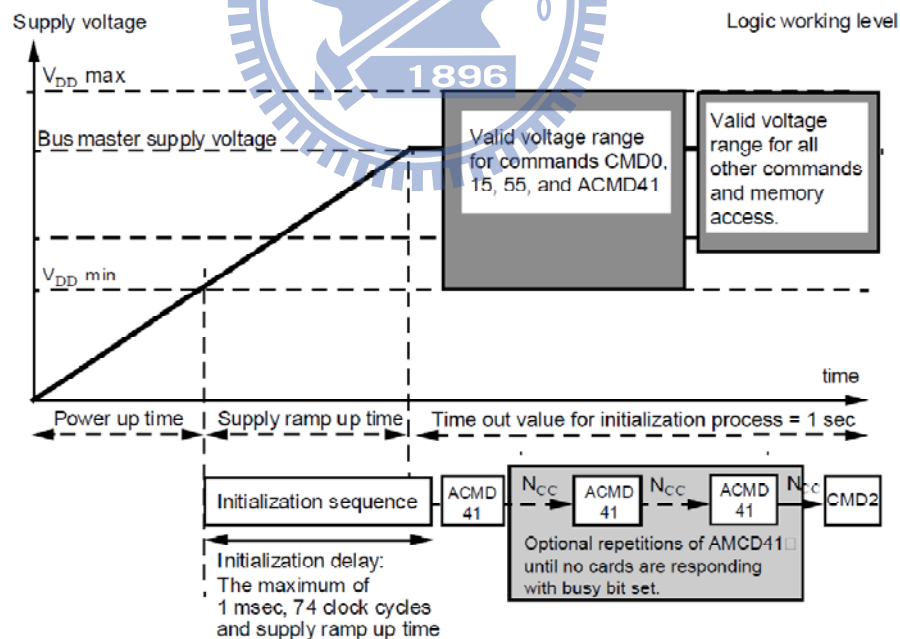 Supply voltage
Logic working level
V_DD max
1896
Bus master supply voltage
Valid voltage range
for commands CMD0,
15, 55, and ACMD41
Valid voltage
range for all
other commands
and memory
access.
V_DD min
time
Power up time
Supply ramp up time
Time out value for initialization process = 1 sec
Initialization sequence
ACMD
41
N_CC
ACMD
41
N_CC
ACMD
41
N_CC
CMD2
Optional repetitions of AMCD41□
until no cards are responding
with busy bit set.
Initialization delay:
The maximum of
1 msec, 74 clock cycles
and supply ramp up time